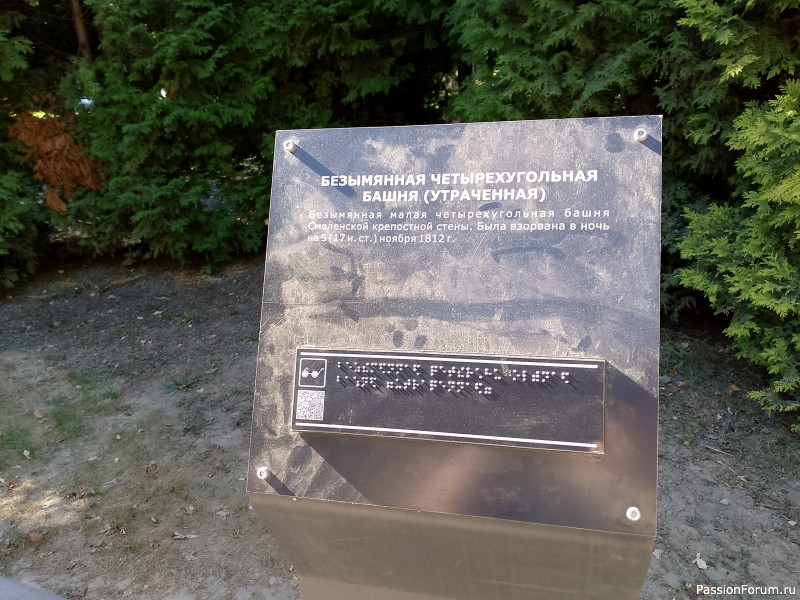 БЕЗЫМЯННАЯ ЧЕТЫРЕХУГОЛЬНАЯ
БАШНЯ (УТРАЧЕННАЯ)
Безымянная малая четырехугольная башня
Смоленской крепостной стены. Была взорвана в ночь
на 5 (17 н. ст.) ноября 1812 г.
PassionForum.ru